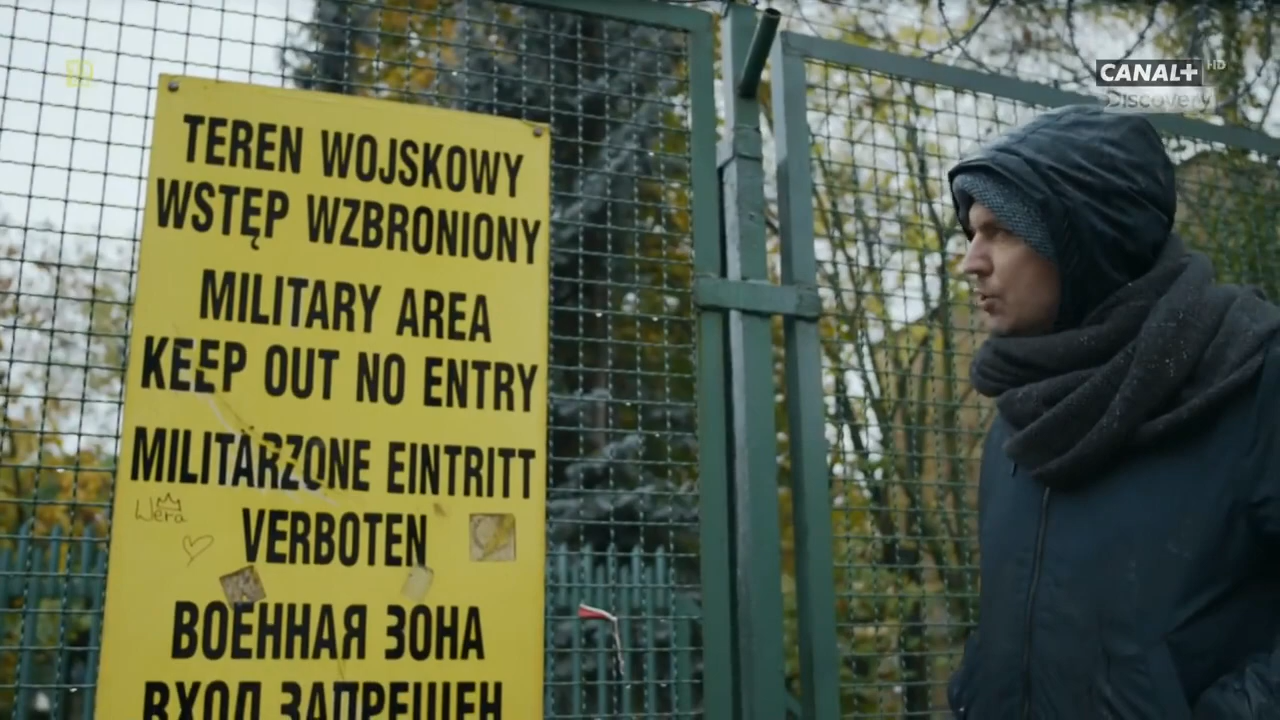 TEREN WOJSKOWY
WSTĘP WZBRONIONY
MILITARY AREA
KEEP OUT NO ENTRY
MILITARZONE EINTRITT
VERBOTEN
Wera
ВОЕННАЯ ЗОНА
ВХОД ЗАПРЕЩЕН
CANAL+ HD
Discovery